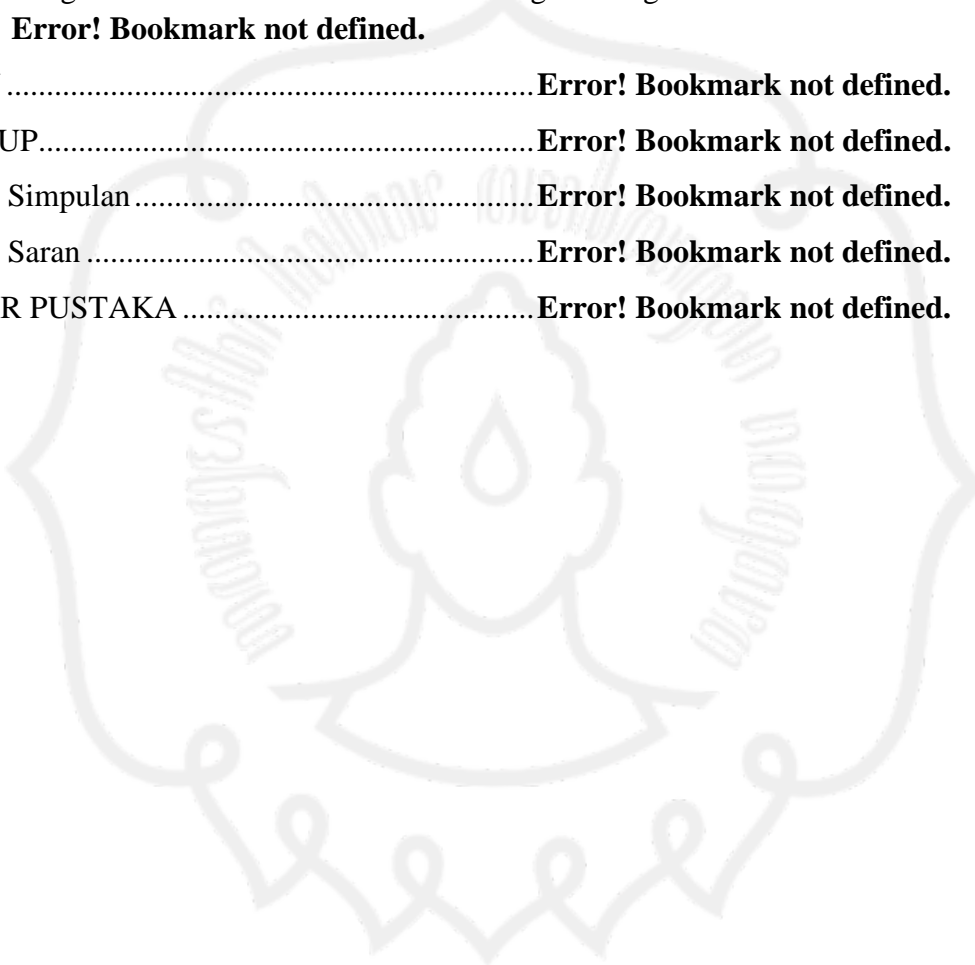 Error! Bookmark not defined.
....................................................................Error! Bookmark not defined.
UP................................................................Error! Bookmark not defined.
Simpulan....................................................Error! Bookmark not defined.
Saran..........................................................Error! Bookmark not defined.
R PUSTAKA..............................................Error! Bookmark not defined.